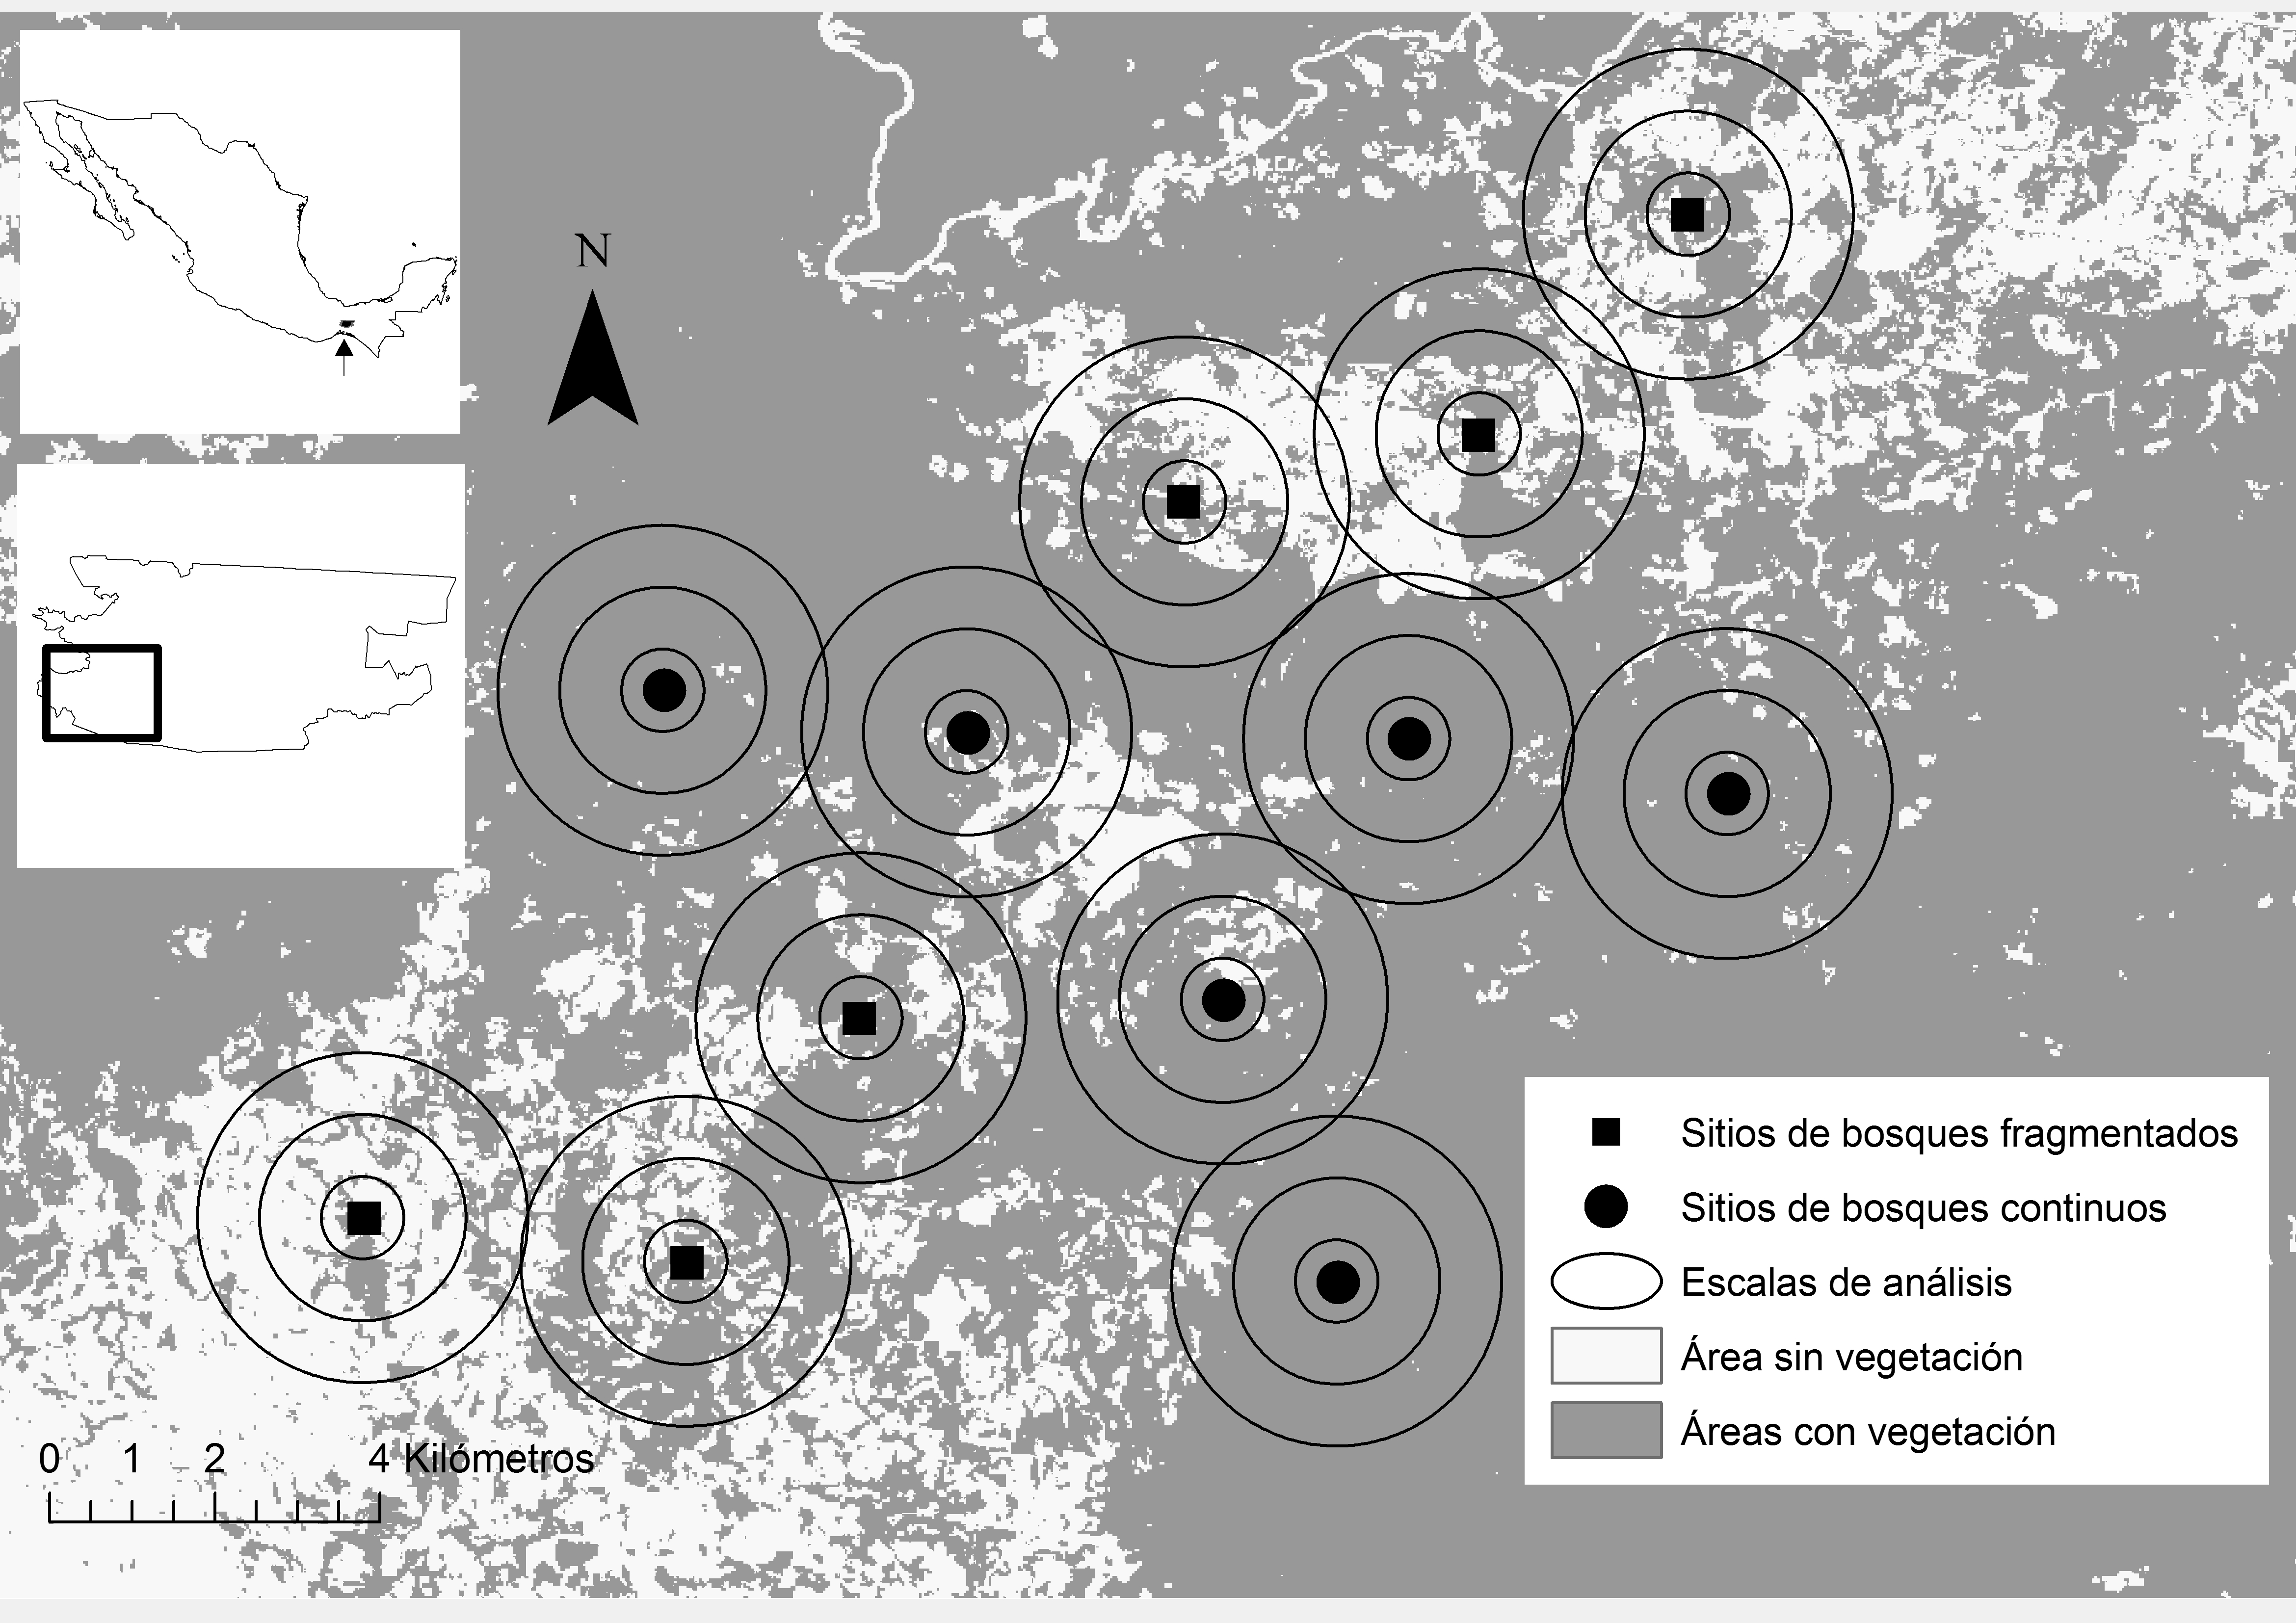 N
Sitios de bosques fragmentados
Sitios de bosques continuos
Escalas de análisis
Área sin vegetación
Áreas con vegetación
0 1 2 4 Kilómetros